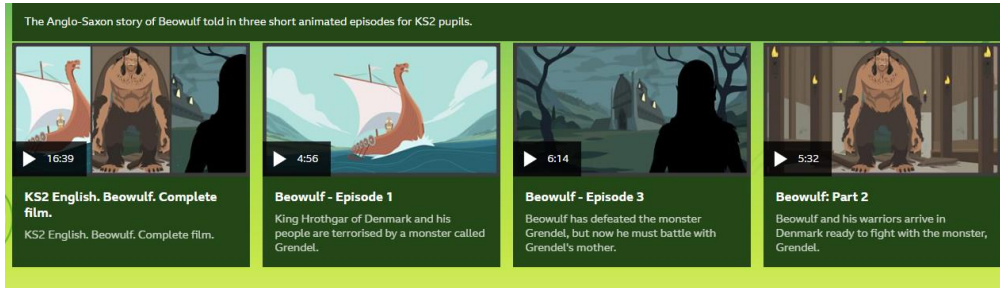 The Anglo-Saxon story of Beowulf told in three short animated episodes for KS2 pupils.
16:39
KS2 English. Beowulf. Complete
film.
KS2 English. Beowulf. Complete film.
4:56
Beowulf - Episode 1
King Hrothgar of Denmark and his
people are terrorised by a monster called
Grendel.
6:14
Beowulf - Episode 3
Beowulf has defeated the monster
Grendel, but now he must battle with
Grendel's mother.
5:32
Beowulf: Part 2
Beowulf and his warriors arrive in
Denmark ready to fight with the monster,
Grendel.